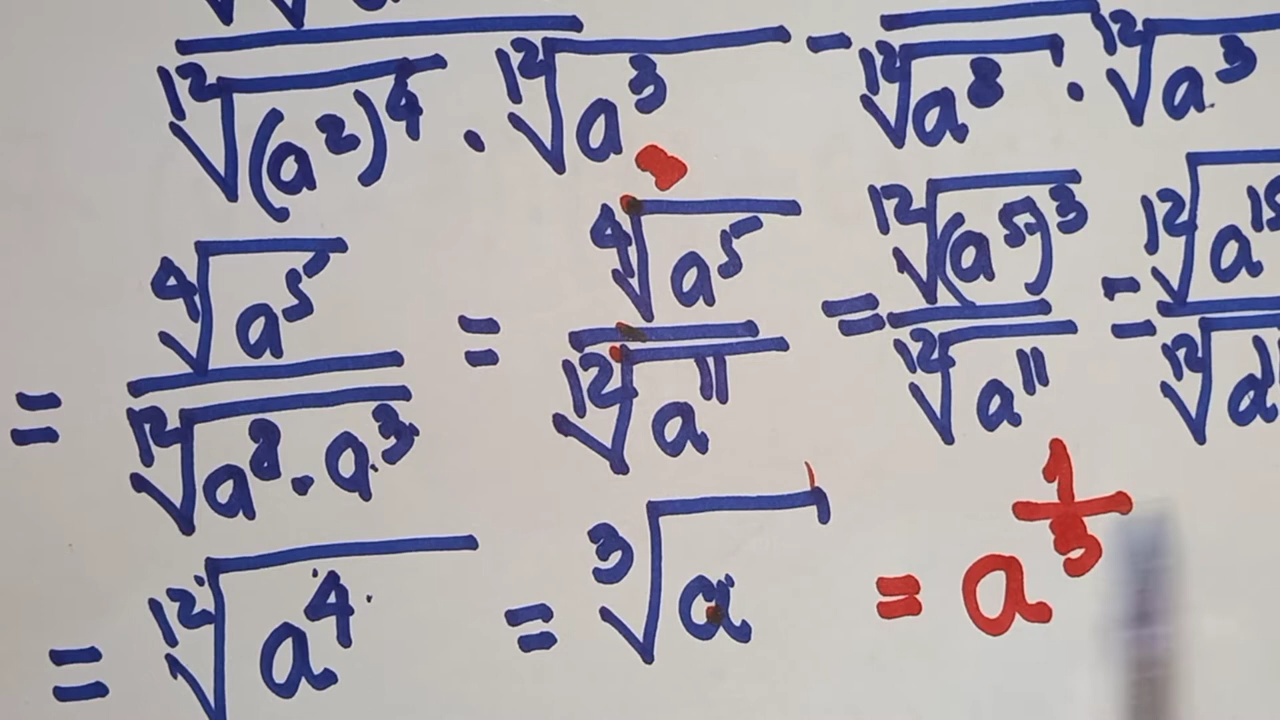 ¹²√(a²)⁴ · ¹²√a³ - ¹²√a⁸ · ¹²√a³
= ⁴√a⁵ / ¹²√a⁸·a³ = ⁴√a⁵ / ¹²√a¹¹ = ¹²√(a⁵)³ / ¹²√a¹¹ = ¹²√a¹⁵ / ¹²√a¹
= ¹²√a⁴ = ³√a = a^(1/3)